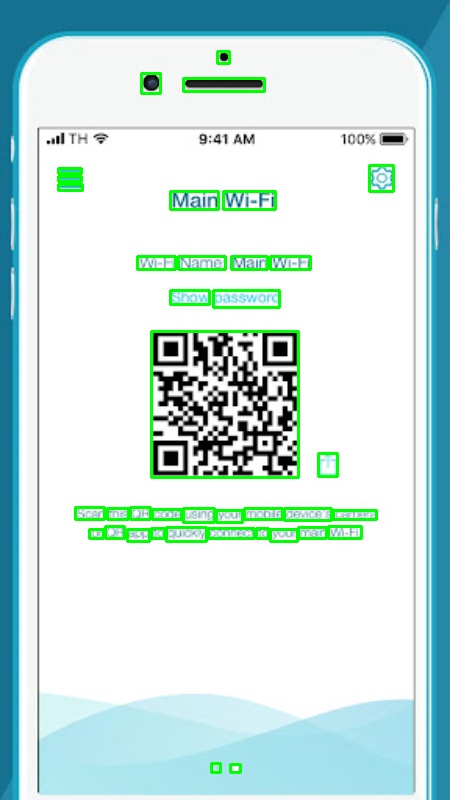 TH 9:41 AM 100%
Main Wi-Fi
Wi-Fi Name: Main Wi-Fi
Show password
Scan this QR code using your mobile device's camera
or QR app to quickly connect to your main Wi-Fi